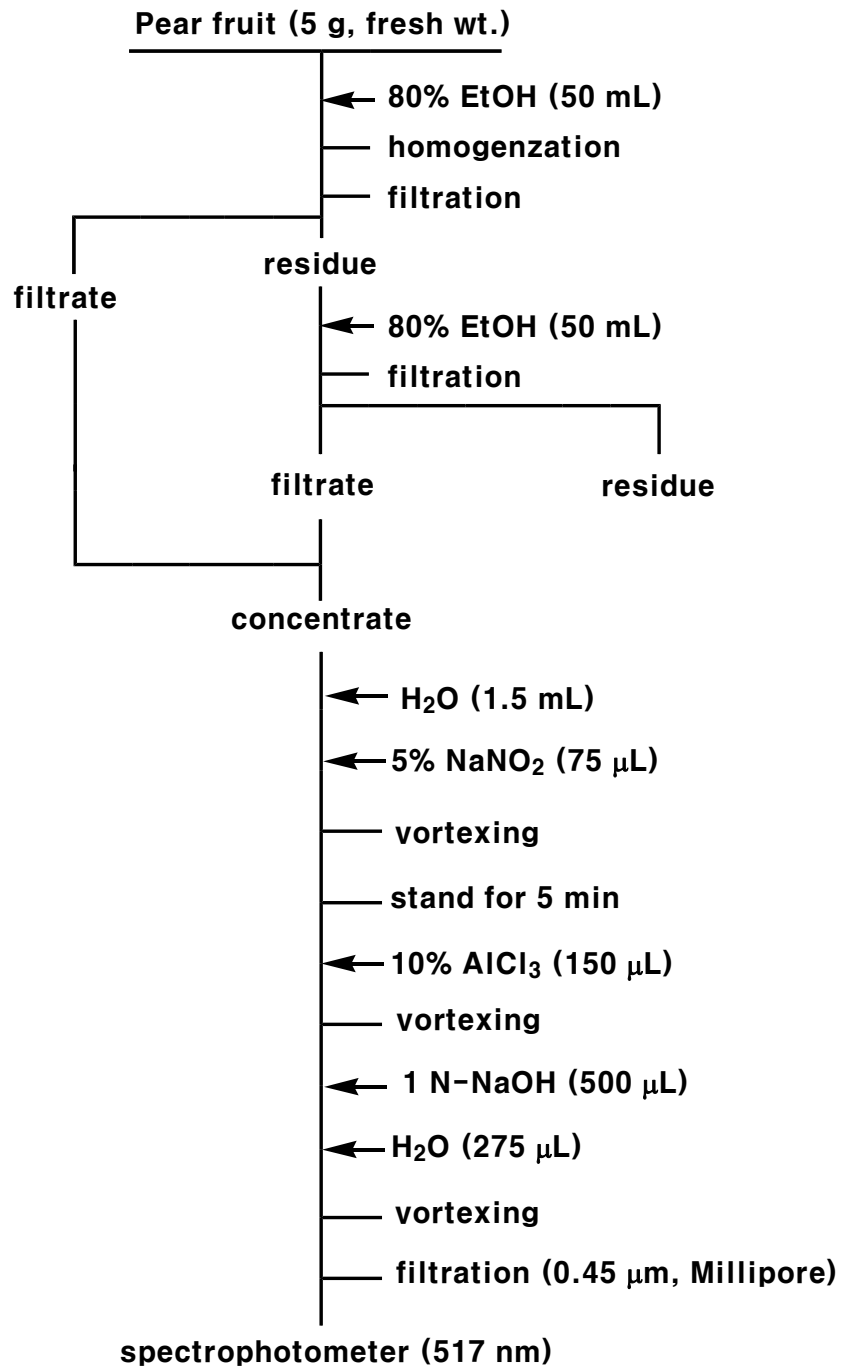 Pear fruit (5 g, fresh wt.)
80% EtOH (50 mL)
homogenzation
filtration
residue
filtrate
80% EtOH (50 mL)
filtration
filtrate
residue
concentrate
H₂O (1.5 mL)
5% NaNO₂ (75 μL)
vortexing
stand for 5 min
10% AlCl₃ (150 μL)
vortexing
1 N-NaOH (500 μL)
H₂O (275 μL)
vortexing
filtration (0.45 μm, Millipore)
spectrophotometer (517 nm)